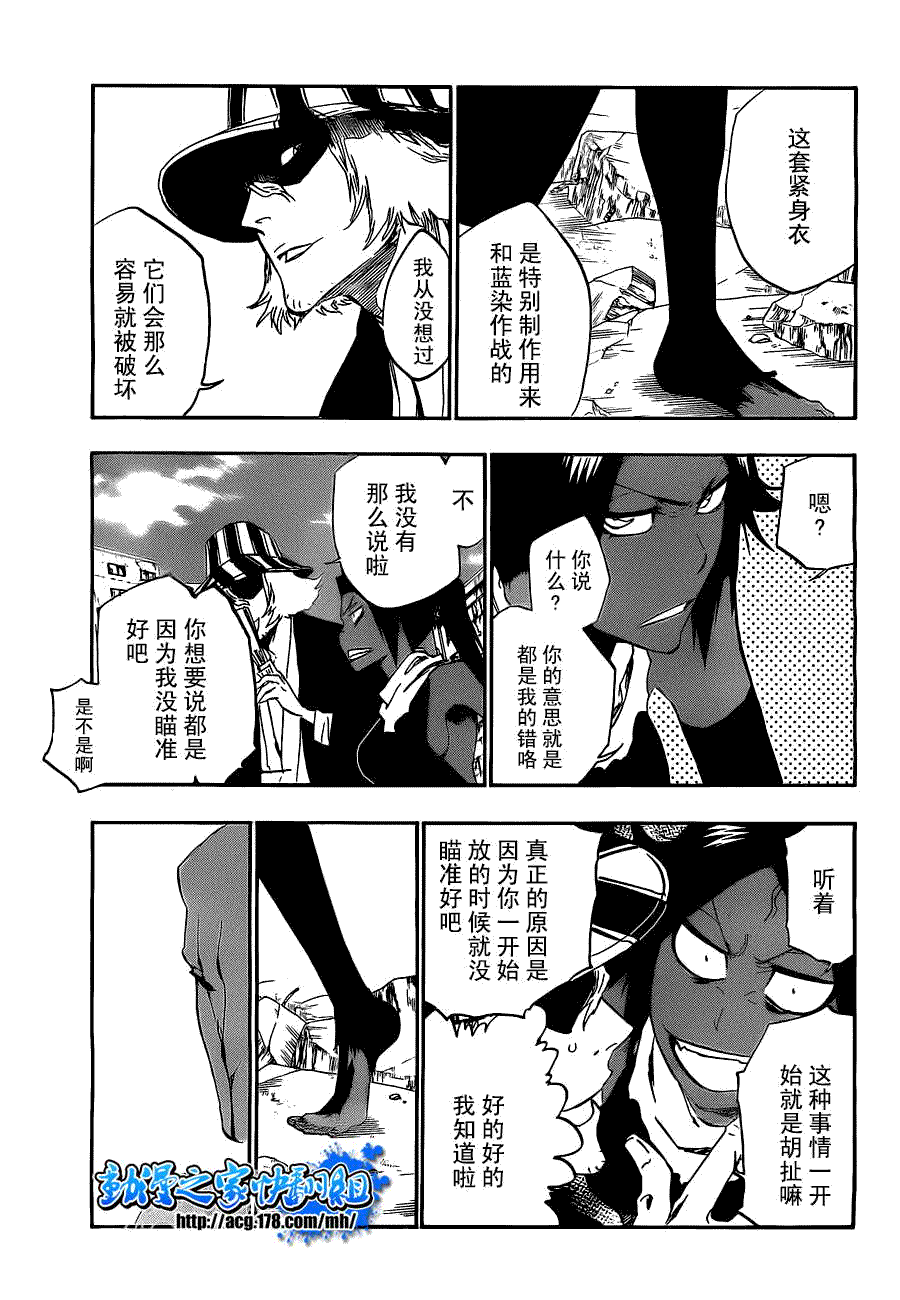 这套紧身衣
是特别制作用来
和蓝染作战的
我从没想过
它们会那么
容易就被破坏
嗯?
你说
什么?
你的意思就是
都是我的错咯
不
我没有
那么说啦
你想要说都是
因为我没瞄准
好吧
是不是啊
听着
这种事情一开
始就是胡扯嘛
真正的原因是
因为你一开始
放的时候就没
瞄准好吧
好的好的
我知道啦
动漫之家快翻组
http://acg.178.com/mh/